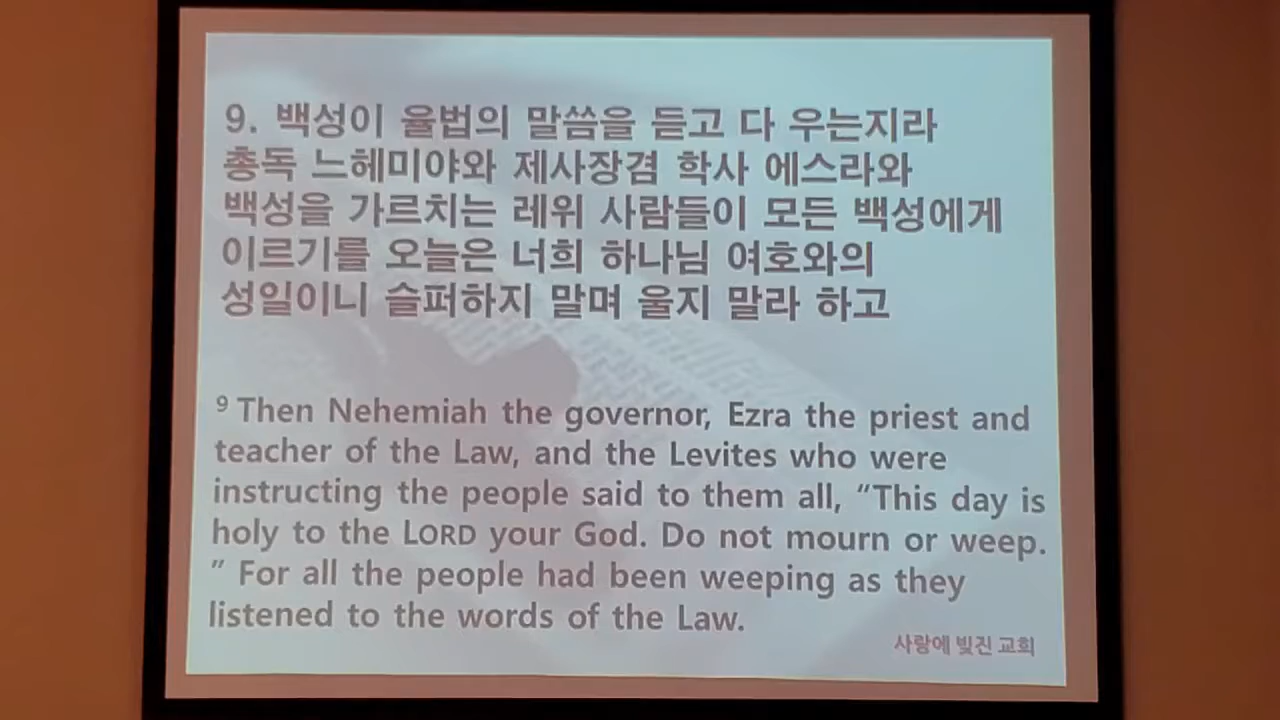 9. 백성이 율법의 말씀을 듣고 다 우는지라
총독 느헤미야와 제사장겸 학사 에스라와
백성을 가르치는 레위 사람들이 모든 백성에게
이르기를 오늘은 너희 하나님 여호와의
성일이니 슬퍼하지 말며 울지 말라 하고
9 Then Nehemiah the governor, Ezra the priest and
teacher of the Law, and the Levites who were
instructing the people said to them all, “This day is
holy to the LORD your God. Do not mourn or weep.
” For all the people had been weeping as they
listened to the words of the Law.
사랑에 빚진 교회